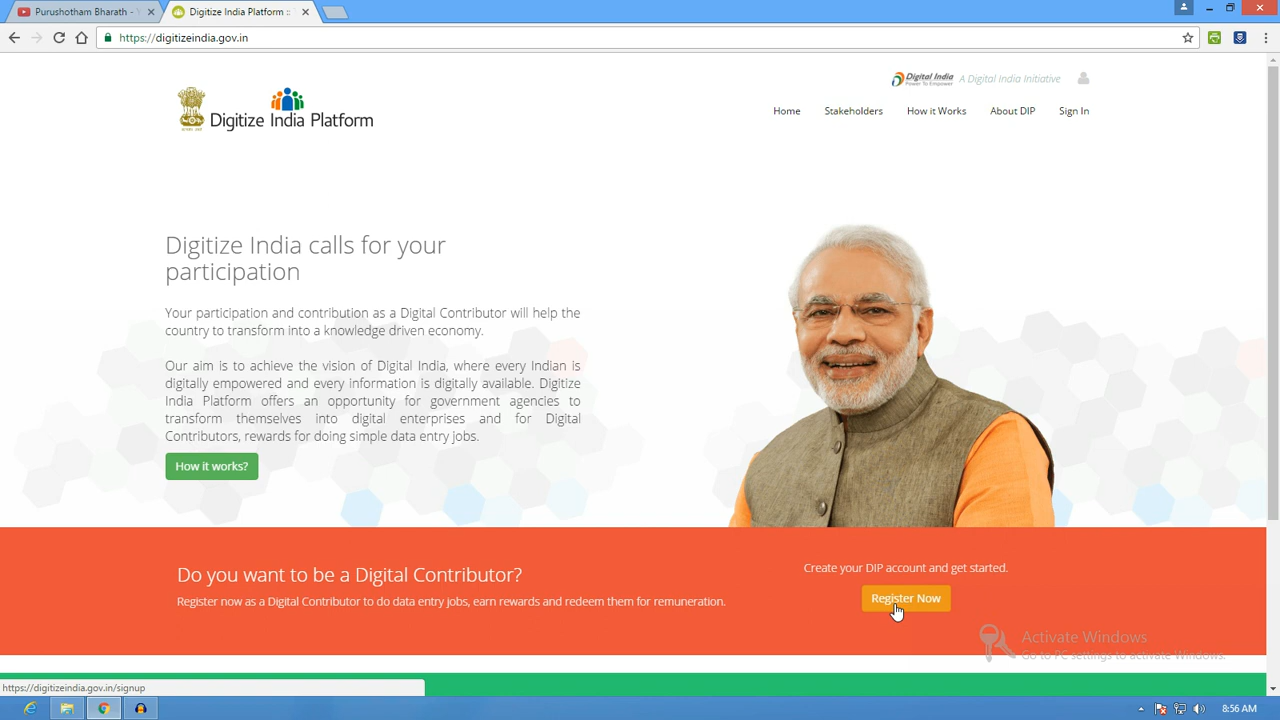 Purushotham Bharath - Y
Digitize India Platform ::
https://digitizeindia.gov.in
Digital India
Power To Empower
A Digital India Initiative
Digitize India Platform
Home
Stakeholders
How it Works
About DIP
Sign In
Digitize India calls for your
participation
Your participation and contribution as a Digital Contributor will help the
country to transform into a knowledge driven economy.
Our aim is to achieve the vision of Digital India, where every Indian is
digitally empowered and every information is digitally available. Digitize
India Platform offers an opportunity for government agencies to
transform themselves into digital enterprises and for Digital
Contributors, rewards for doing simple data entry jobs.
How it works?
Do you want to be a Digital Contributor?
Register now as a Digital Contributor to do data entry jobs, earn rewards and redeem them for remuneration.
Create your DIP account and get started.
Register Now
Activate Windows
Go to PC settings to activate Windows.
https://digitizeindia.gov.in/signup
8:56 AM